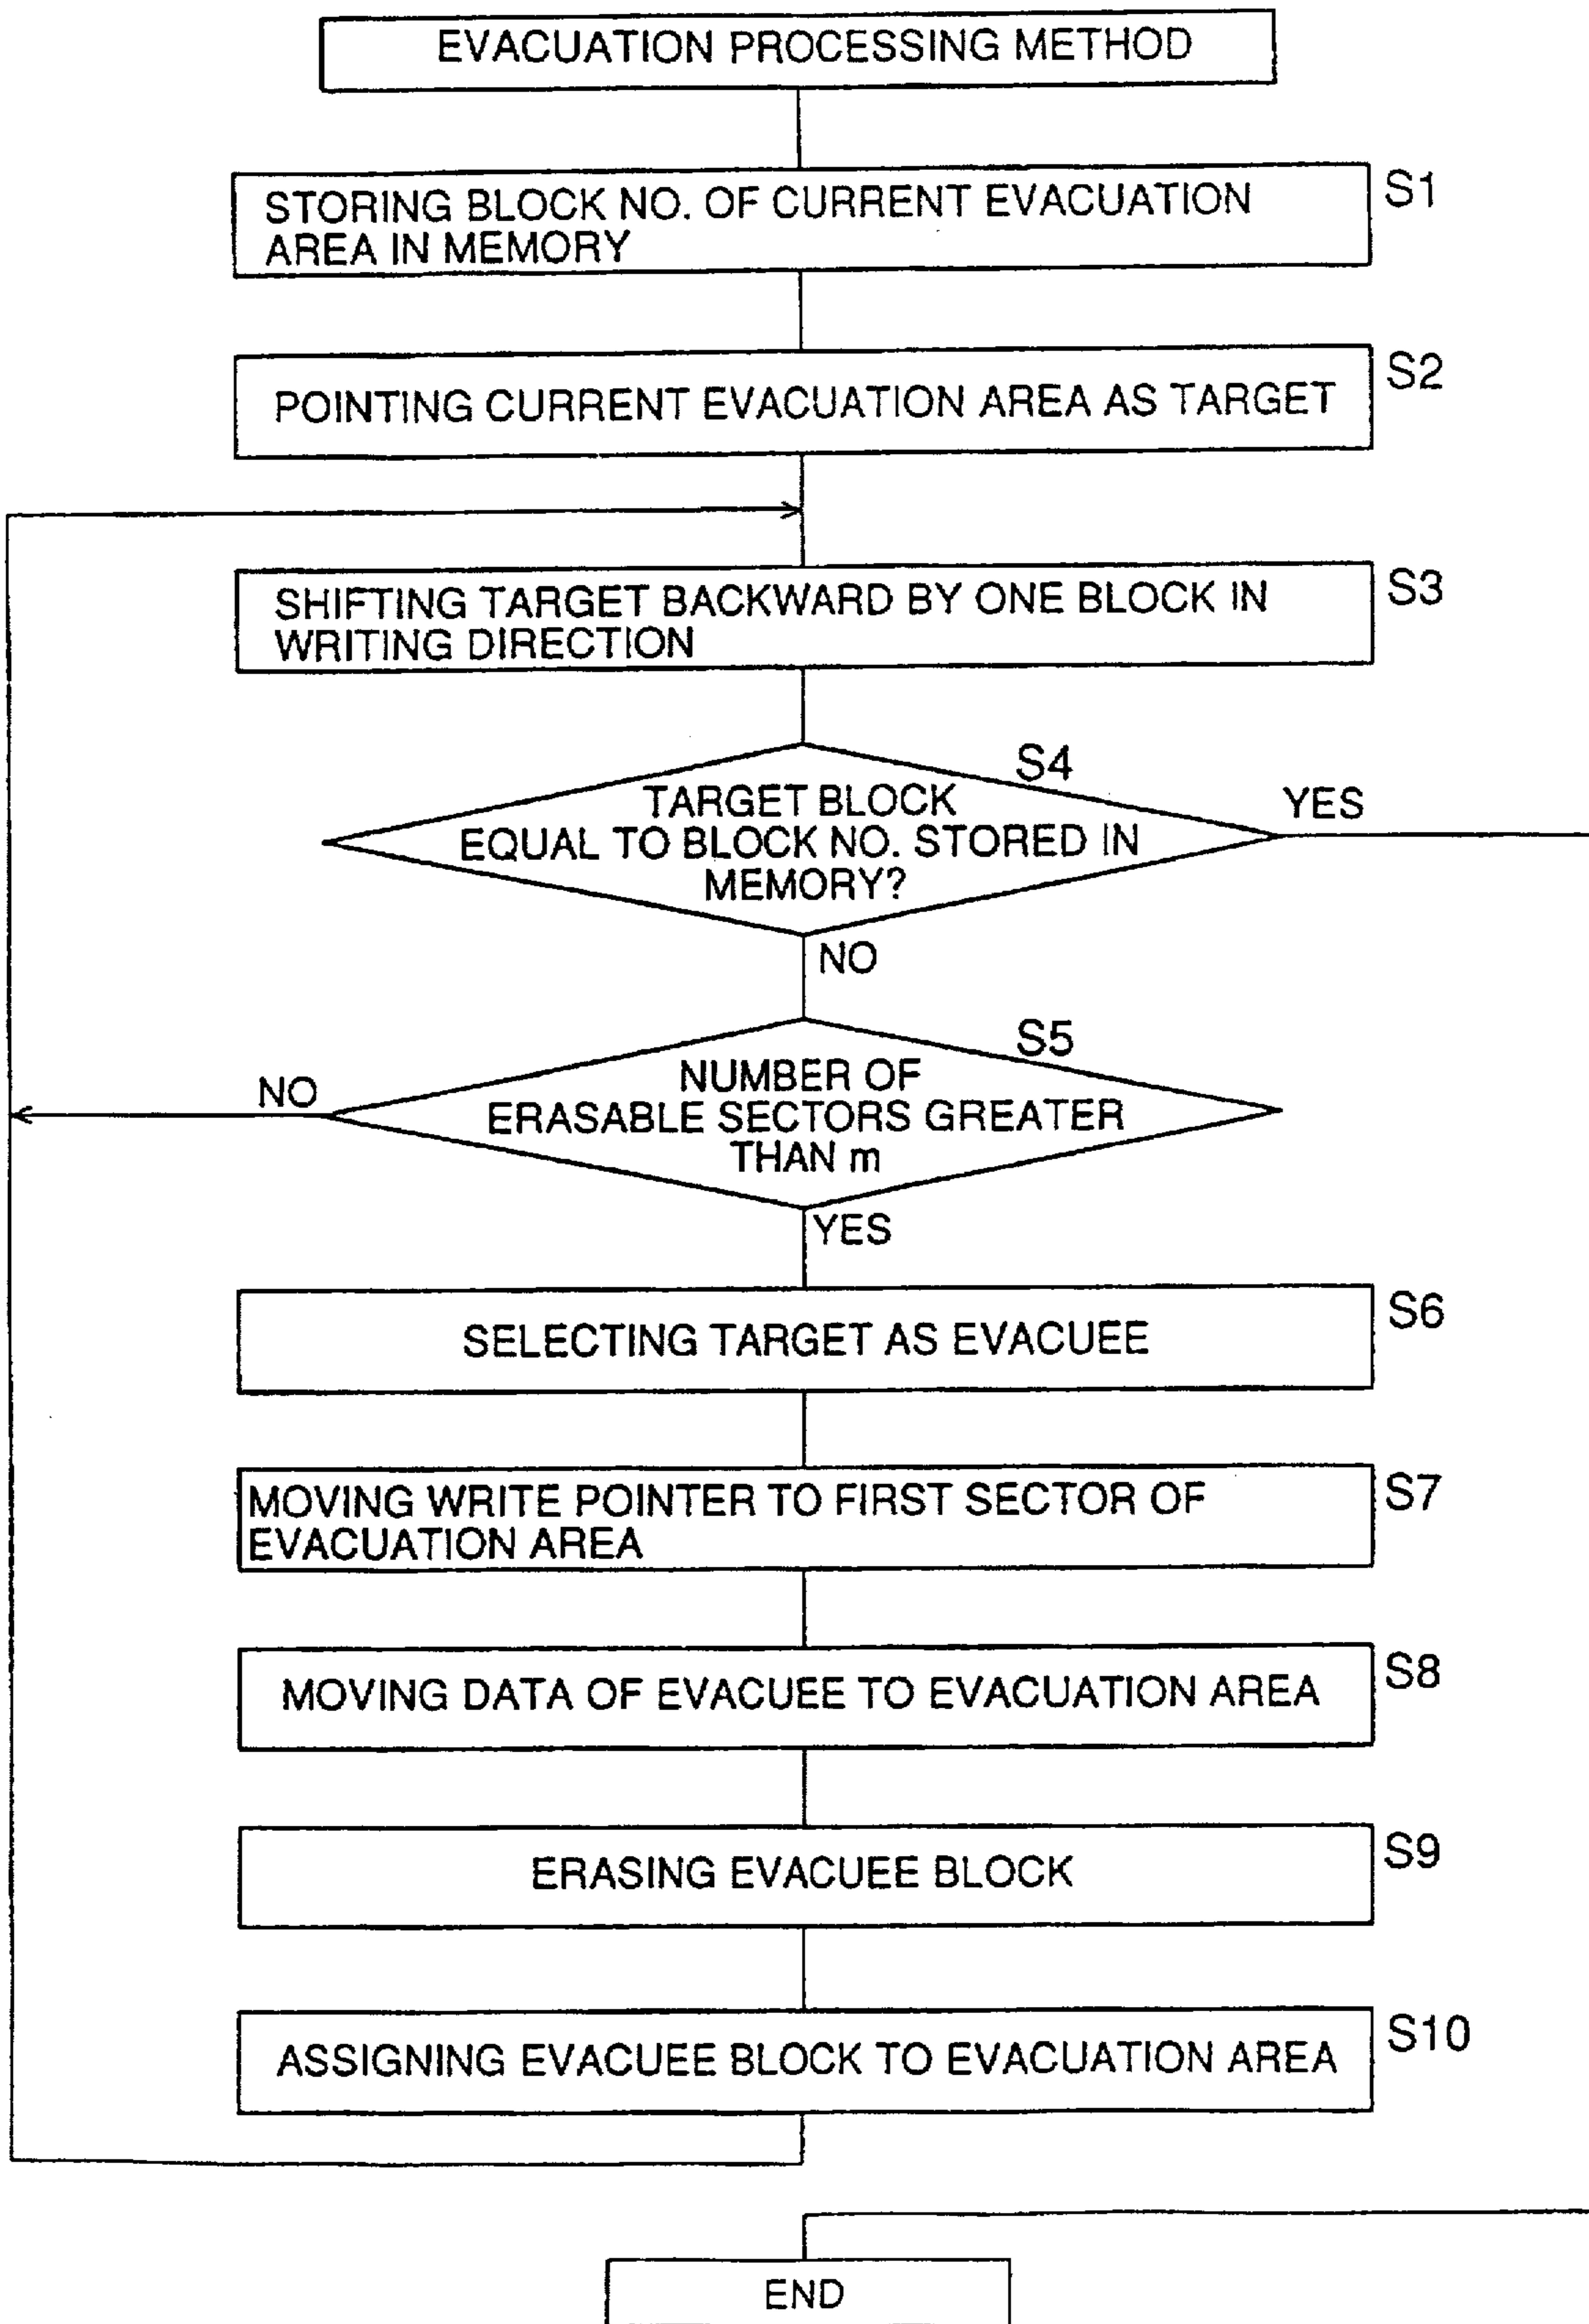 EVACUATION PROCESSING METHOD
S1
STORING BLOCK NO. OF CURRENT EVACUATION
AREA IN MEMORY
S2
POINTING CURRENT EVACUATION AREA AS TARGET
S3
SHIFTING TARGET BACKWARD BY ONE BLOCK IN
WRITING DIRECTION
S4
TARGET BLOCK
EQUAL TO BLOCK NO. STORED IN
MEMORY?
YES
NO
S5
NUMBER OF
ERASABLE SECTORS GREATER
THAN m
NO
YES
S6
SELECTING TARGET AS EVACUEE
S7
MOVING WRITE POINTER TO FIRST SECTOR OF
EVACUATION AREA
S8
MOVING DATA OF EVACUEE TO EVACUATION AREA
S9
ERASING EVACUEE BLOCK
S10
ASSIGNING EVACUEE BLOCK TO EVACUATION AREA
END